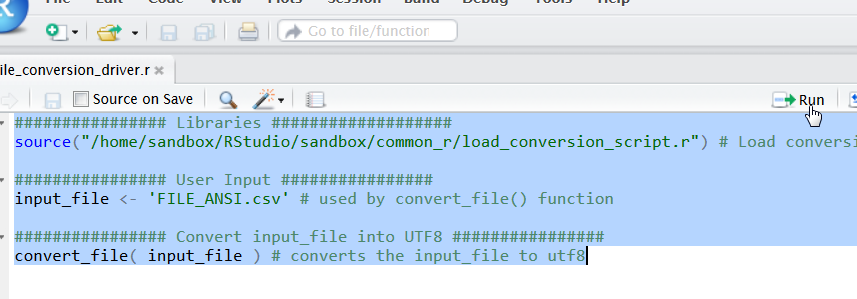 File Edit Code View Plots Session Build Debug Tools Help
Go to file/function
ile_conversion_driver.r
Source on Save
Run
################ Libraries ###################
source("/home/sandbox/RStudio/sandbox/common_r/load_conversion_script.r") # Load conversi
################ User Input ################
input_file <- 'FILE_ANSI.csv' # used by convert_file() function
################ Convert input_file into UTF8 ################
convert_file( input_file ) # converts the input_file to utf8